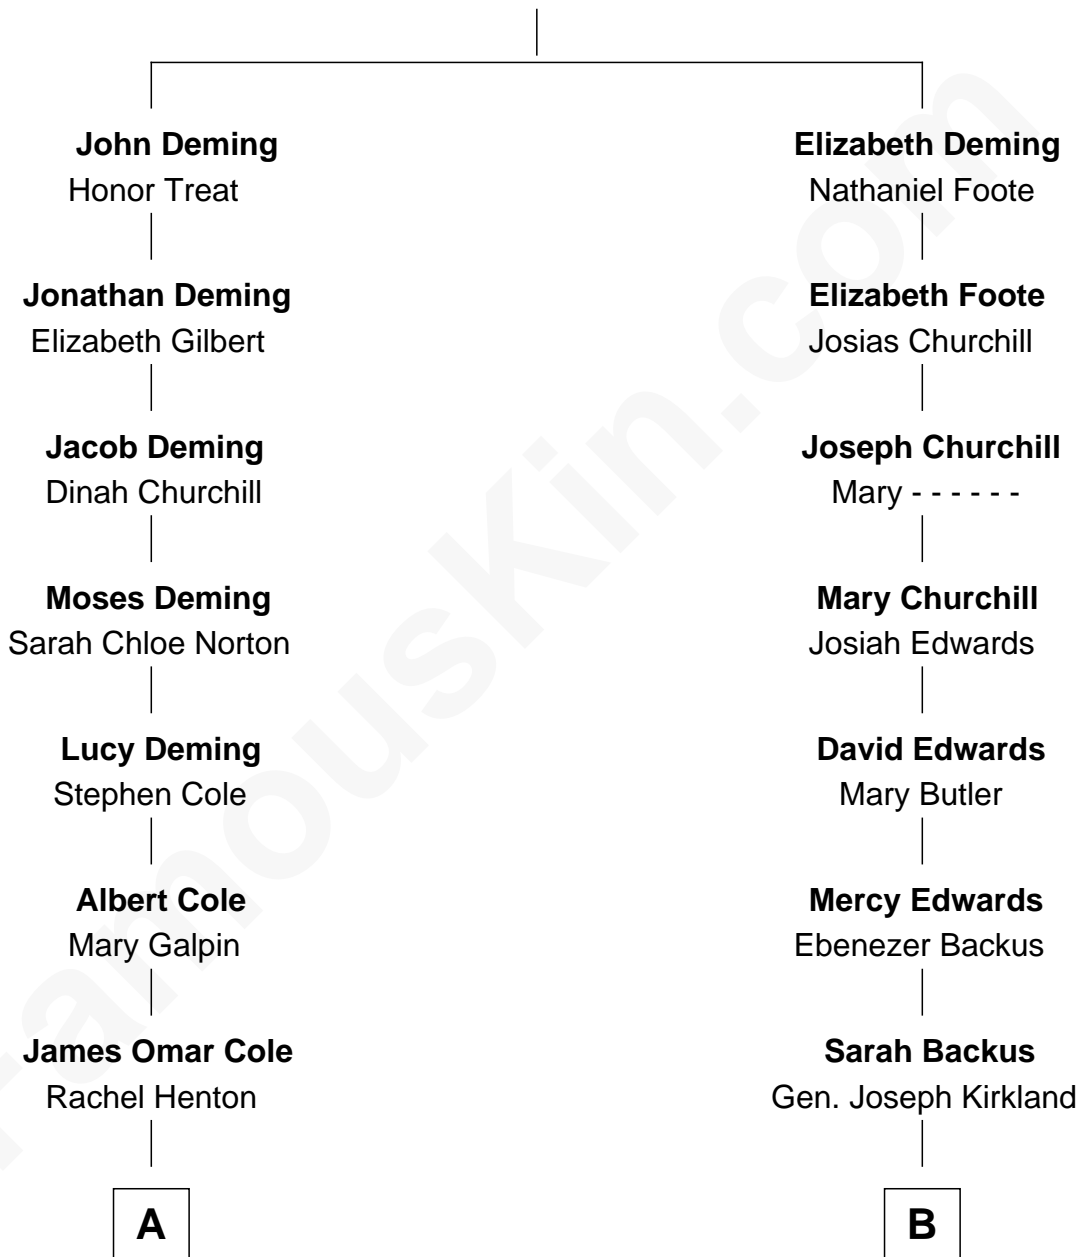 John Deming
Honor Treat
Elizabeth Deming
Nathaniel Foote
Jonathan Deming
Elizabeth Gilbert
Elizabeth Foote
Josias Churchill
Jacob Deming
Dinah Churchill
Joseph Churchill
Mary - - - - - -
Moses Deming
Sarah Chloe Norton
Mary Churchill
Josiah Edwards
Lucy Deming
Stephen Cole
David Edwards
Mary Butler
Albert Cole
Mary Galpin
Mercy Edwards
Ebenezer Backus
James Omar Cole
Rachel Henton
Sarah Backus
Gen. Joseph Kirkland
A
B
FamousKin.com